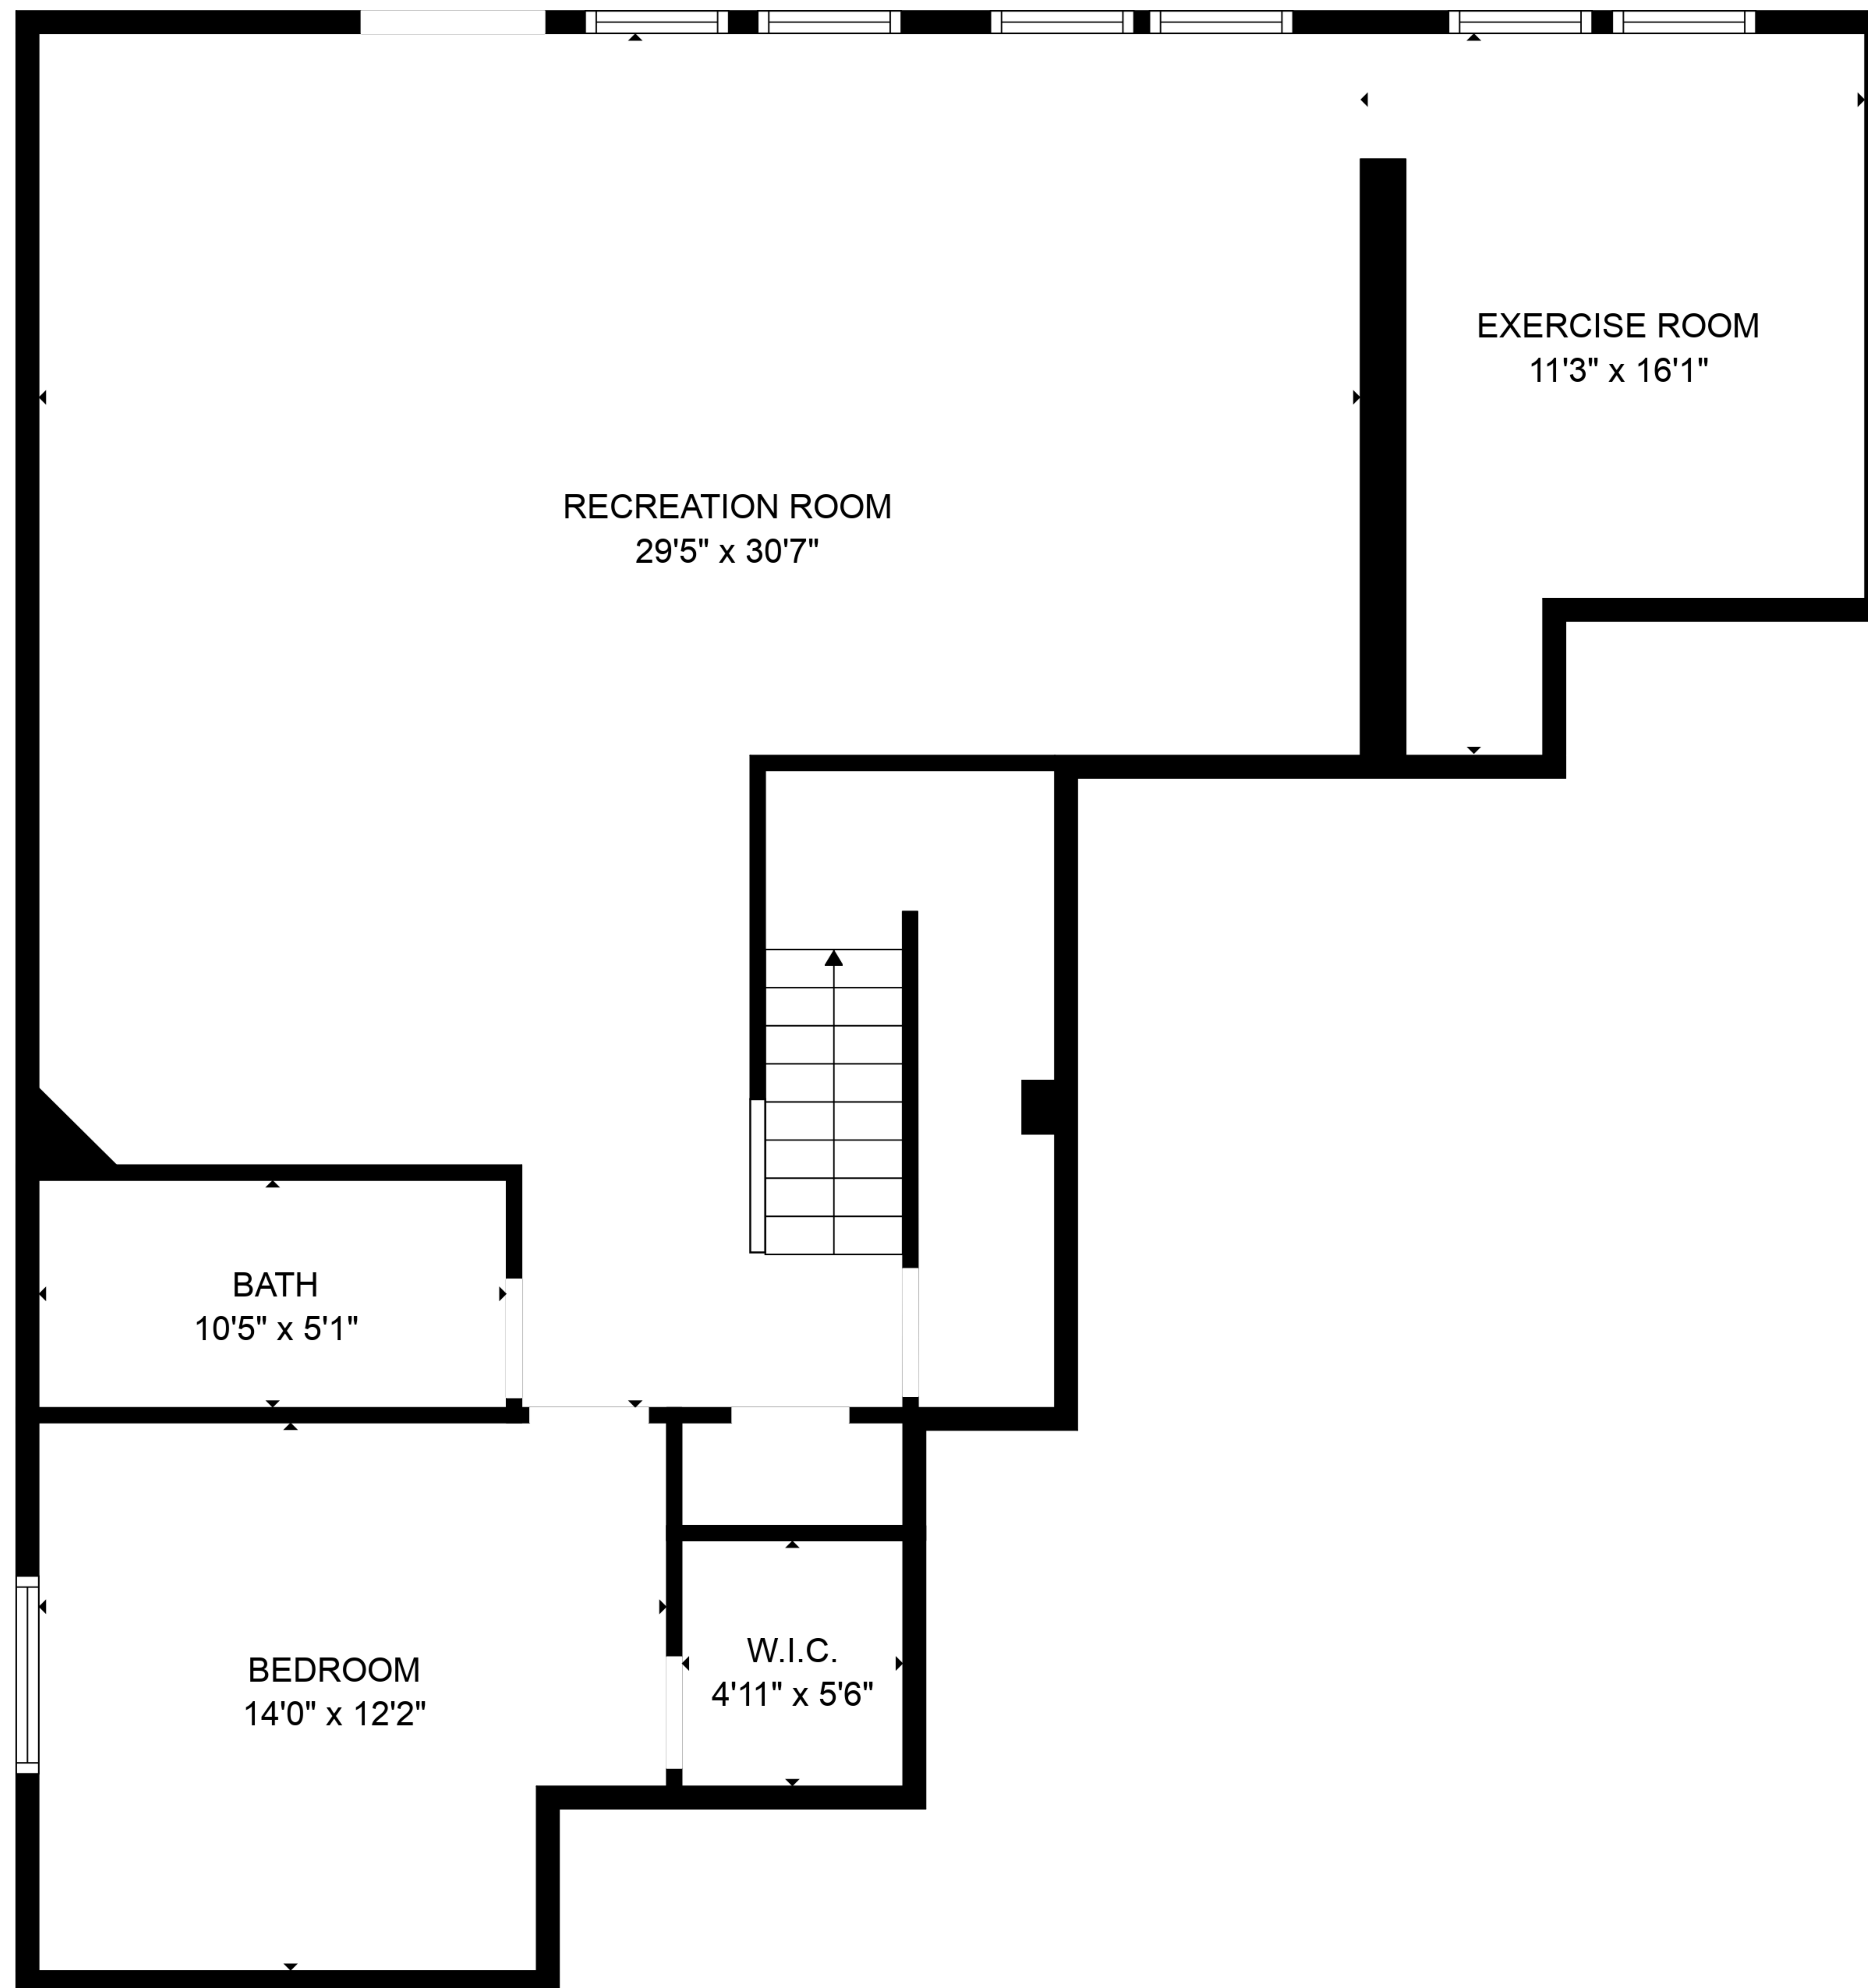 EXERCISE ROOM
11'3" x 16'1"
RECREATION ROOM
29'5" x 30'7"
BATH
10'5" x 5'1"
W.I.C.
4'11" x 5'6"
BEDROOM
14'0" x 12'2"